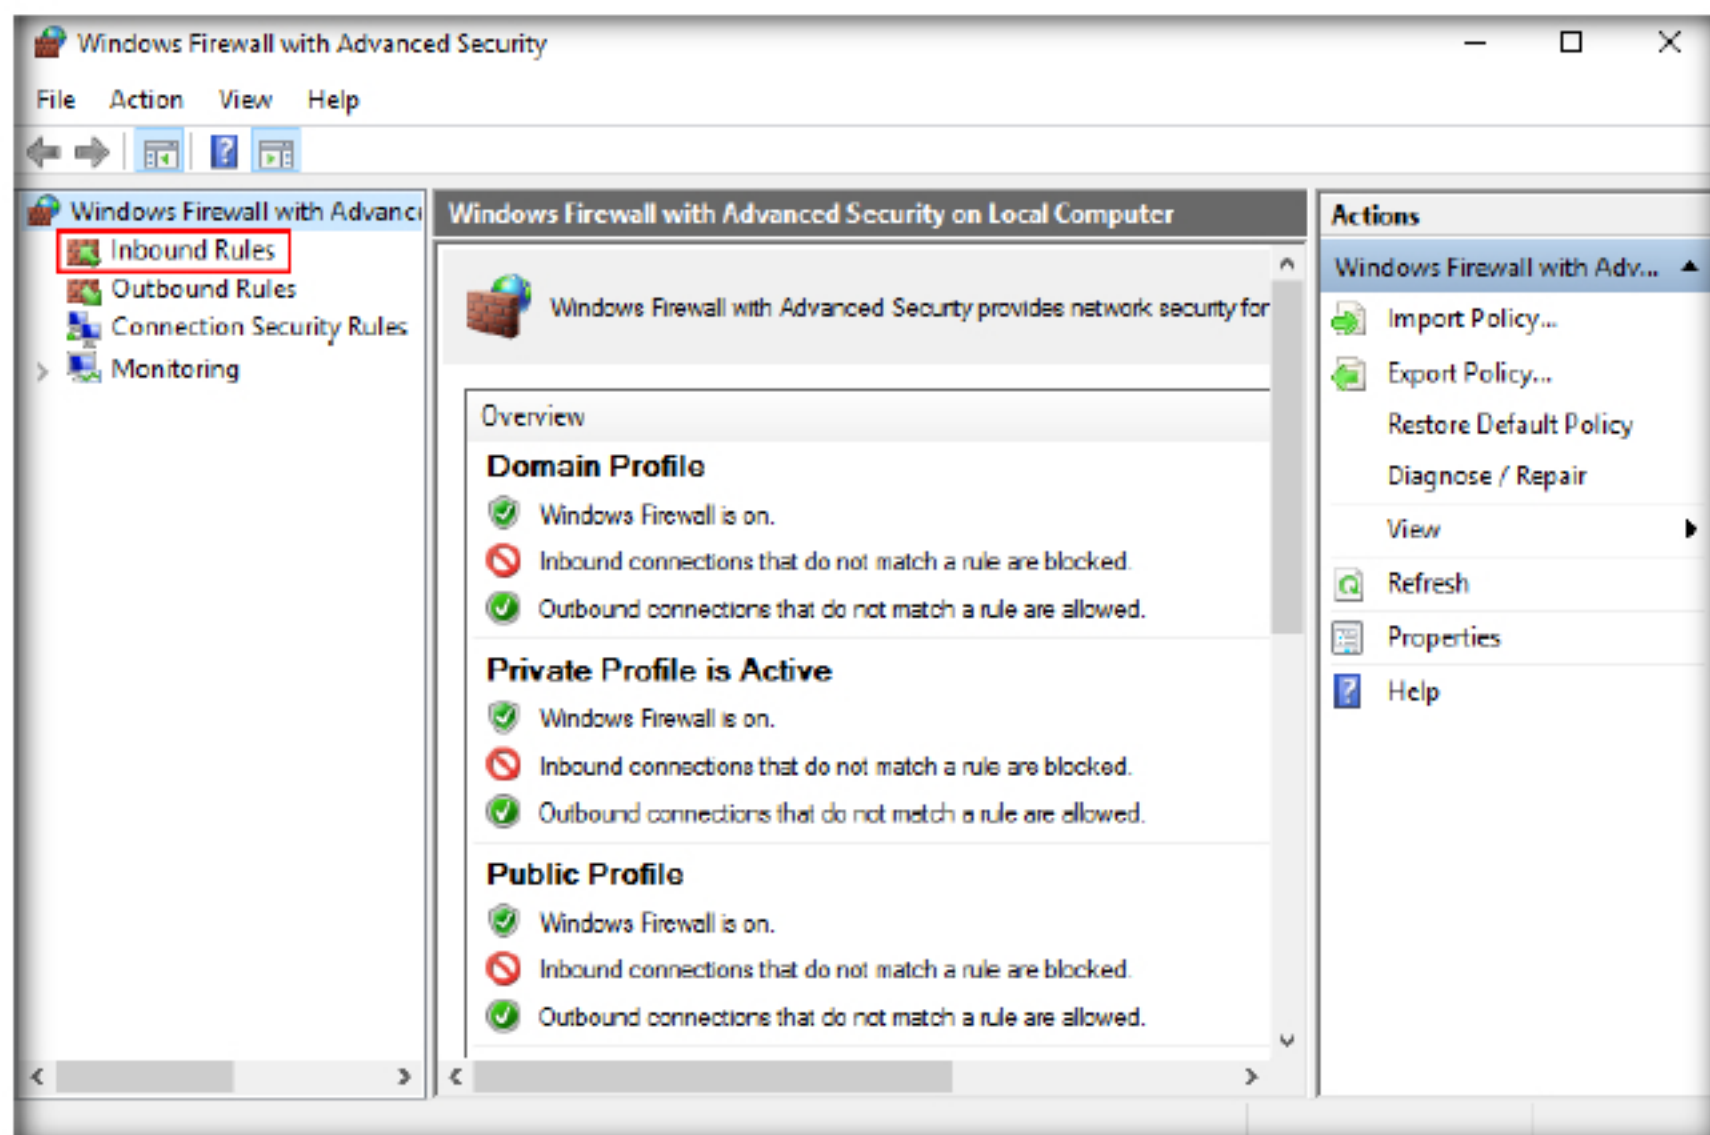 Windows Firewall with Advanced Security
File Action View Help
Windows Firewall with Advanc
Inbound Rules
Outbound Rules
Connection Security Rules
Monitoring
Windows Firewall with Advanced Security on Local Computer
Windows Firewall with Advanced Security provides network security for
Overview
Domain Profile
Windows Firewall is on.
Inbound connections that do not match a rule are blocked.
Outbound connections that do not match a rule are allowed.
Private Profile is Active
Windows Firewall is on.
Inbound connections that do not match a rule are blocked.
Outbound connections that do not match a rule are allowed.
Public Profile
Windows Firewall is on.
Inbound connections that do not match a rule are blocked.
Outbound connections that do not match a rule are allowed.
Actions
Windows Firewall with Adv...
Import Policy...
Export Policy...
Restore Default Policy
Diagnose / Repair
View
Refresh
Properties
Help